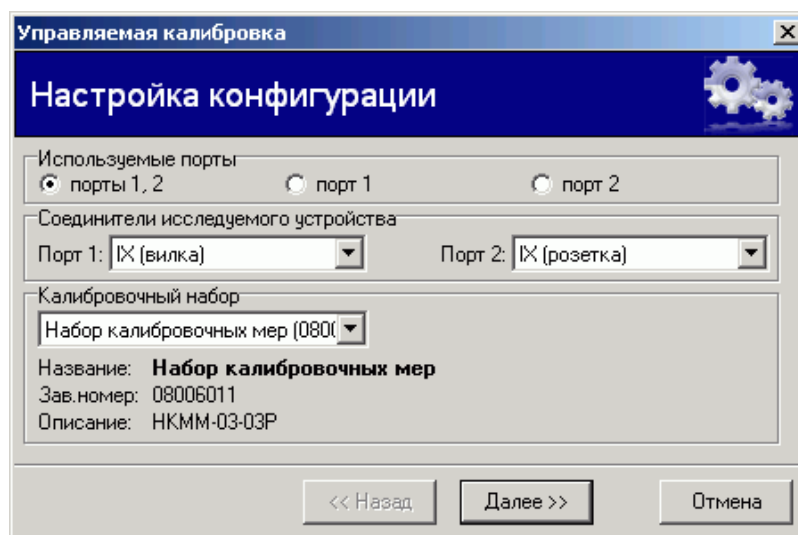 Управляемая калибровка
Настройка конфигурации
Используемые порты
порты 1, 2 порт 1 порт 2
Соединители исследуемого устройства
Порт 1: IX (вилка) Порт 2: IX (розетка)
Калибровочный набор
Набор калибровочных мер (080
Название: Набор калибровочных мер
Зав.номер: 08006011
Описание: НКММ-03-03Р
<< Назад Далее >> Отмена